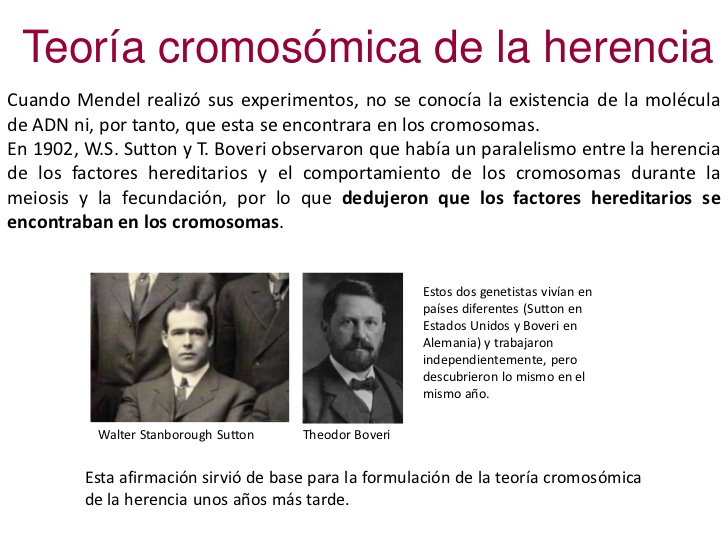 Teoría cromosómica de la herencia
Cuando Mendel realizó sus experimentos, no se conocía la existencia de la molécula
de ADN ni, por tanto, que esta se encontrara en los cromosomas.
En 1902, W.S. Sutton y T. Boveri observaron que había un paralelismo entre la herencia
de los factores hereditarios y el comportamiento de los cromosomas durante la
meiosis y la fecundación, por lo que dedujeron que los factores hereditarios se
encontraban en los cromosomas.
Estos dos genetistas vivían en
países diferentes (Sutton en
Estados Unidos y Boveri en
Alemania) y trabajaron
independientemente, pero
descubrieron lo mismo en el
mismo año.
Walter Stanborough Sutton
Theodor Boveri
Esta afirmación sirvió de base para la formulación de la teoría cromosómica
de la herencia unos años más tarde.